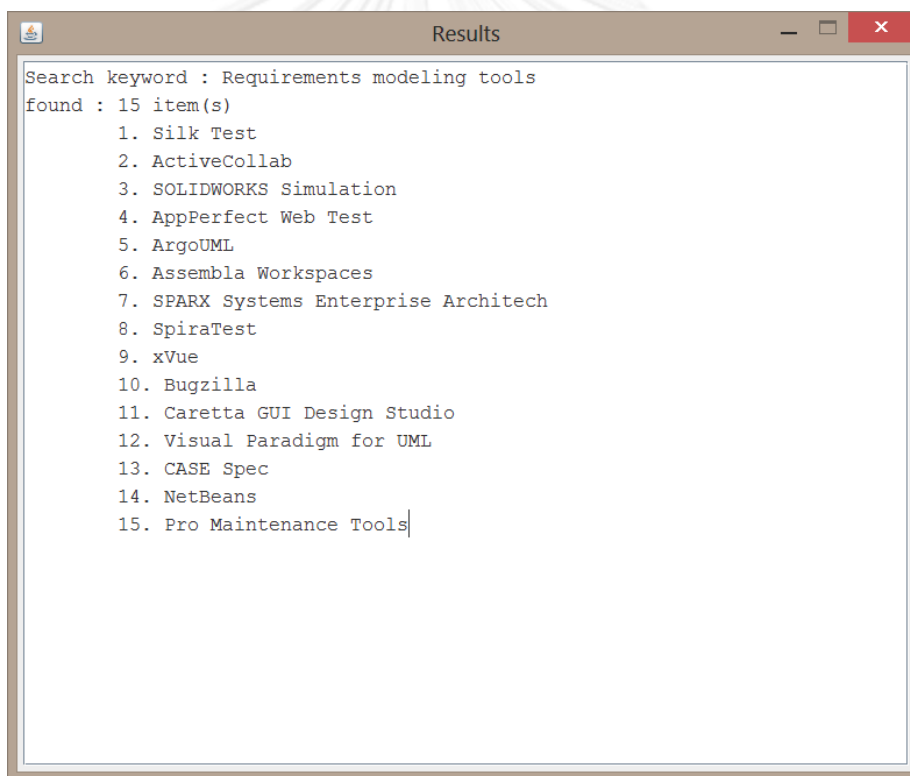 Results
Search keyword : Requirements modeling tools
found : 15 item(s)
1. Silk Test
2. ActiveCollab
3. SOLIDWORKS Simulation
4. AppPerfect Web Test
5. ArgoUML
6. Assembla Workspaces
7. SPARX Systems Enterprise Architech
8. SpiraTest
9. xVue
10. Bugzilla
11. Caretta GUI Design Studio
12. Visual Paradigm for UML
13. CASE Spec
14. NetBeans
15. Pro Maintenance Tools